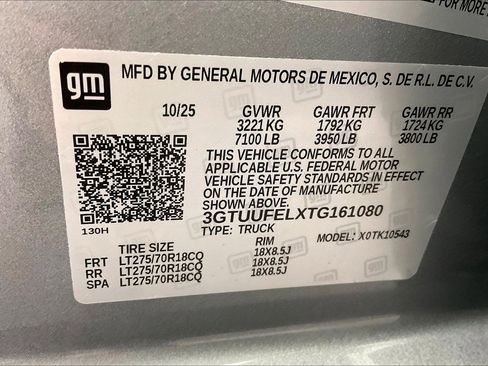 R MORE
gm
MFD BY GENERAL MOTORS DE MEXICO, S. DE R.L. DE C.V.
10/25 GVWR GAWR FRT GAWR RR
3221 KG 1792 KG 1724 KG
7100 LB 3950 LB 3800 LB
THIS VEHICLE CONFORMS TO ALL
APPLICABLE U.S. FEDERAL MOTOR
VEHICLE SAFETY STANDARDS IN EFFECT
ON THE DATE OF MANUFACTURE SHOWN ABOVE.
3GTUUFELXTG161080
130H
TYPE: TRUCK MODEL: X0TK10543
TIRE SIZE RIM
FRT LT275/70R18CQ 18X8.5J
RR LT275/70R18CQ 18X8.5J
SPA LT275/70R18CQ 18X8.5J